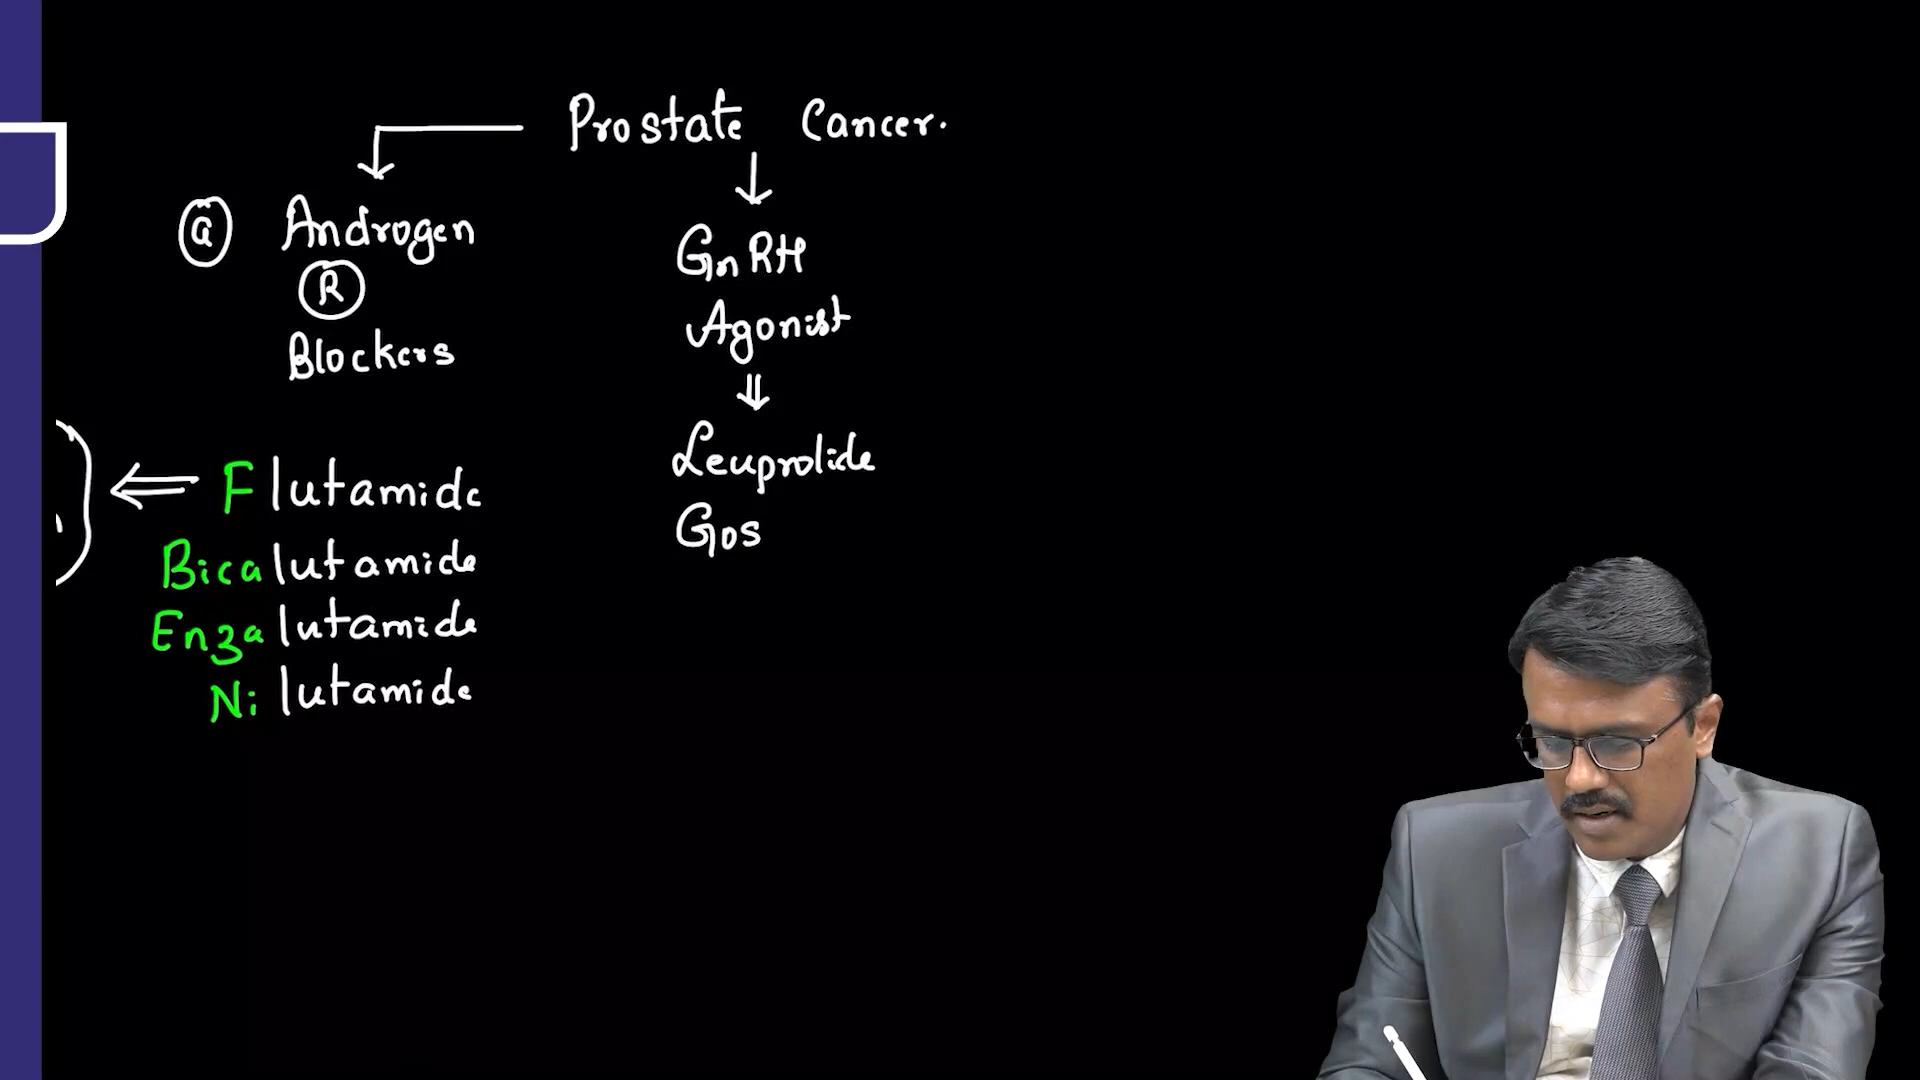 Prostate Cancer.
@ Androgen
R
Blockers
GnRH
Agonist
Leuprolide
Gos
Flutamide
Bicalutamide
Enzalutamide
Nilutamide